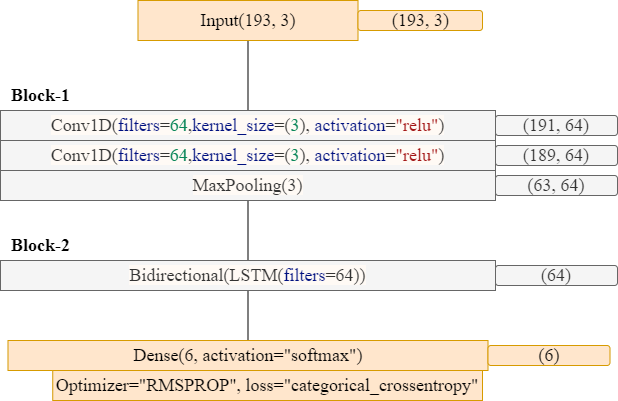 Input(193, 3) (193, 3)
Block-1
Conv1D(filters=64,kernel_size=(3), activation="relu") (191, 64)
Conv1D(filters=64,kernel_size=(3), activation="relu") (189, 64)
MaxPooling(3) (63, 64)
Block-2
Bidirectional(LSTM(filters=64)) (64)
Dense(6, activation="softmax") (6)
Optimizer="RMSPROP", loss="categorical_crossentropy"